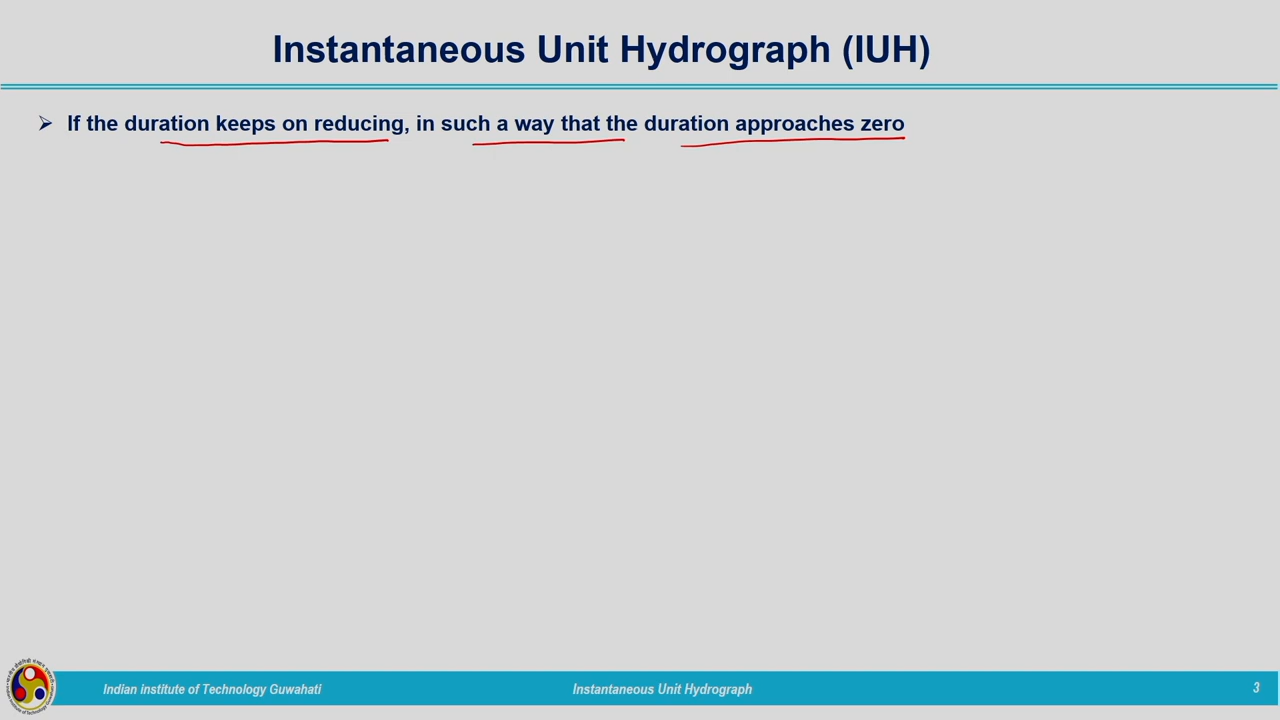 Instantaneous Unit Hydrograph (IUH)
➢ If the duration keeps on reducing, in such a way that the duration approaches zero
Indian institute of Technology Guwahati
Instantaneous Unit Hydrograph
3